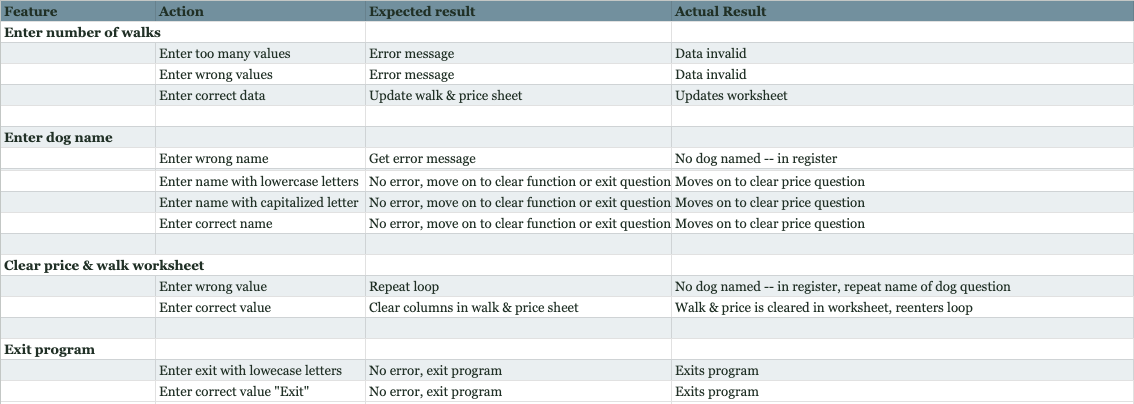 Feature Action Expected result Actual Result
Enter number of walks
Enter too many values Error message Data invalid
Enter wrong values Error message Data invalid
Enter correct data Update walk & price sheet Updates worksheet
Enter dog name
Enter wrong name Get error message No dog named -- in register
Enter name with lowercase letters No error, move on to clear function or exit question Moves on to clear price question
Enter name with capitalized letter No error, move on to clear function or exit question Moves on to clear price question
Enter correct name No error, move on to clear function or exit question Moves on to clear price question
Clear price & walk worksheet
Enter wrong value Repeat loop No dog named -- in register, repeat name of dog question
Enter correct value Clear columns in walk & price sheet Walk & price is cleared in worksheet, reenters loop
Exit program
Enter exit with lowecase letters No error, exit program Exits program
Enter correct value "Exit" No error, exit program Exits program